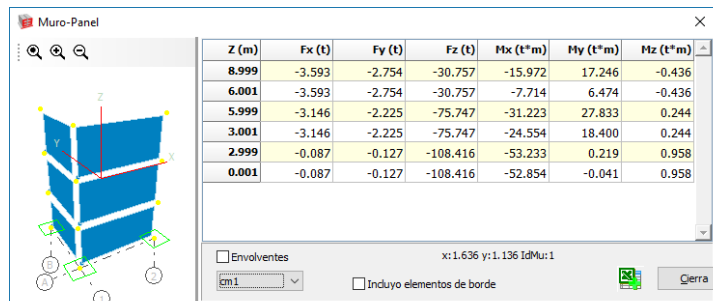 Muro-Panel
Z (m) Fx (t) Fy (t) Fz (t) Mx (t*m) My (t*m) Mz (t*m)
8.999 -3.593 -2.754 -30.757 -15.972 17.246 -0.436
6.001 -3.593 -2.754 -30.757 -7.714 6.474 -0.436
5.999 -3.146 -2.225 -75.747 -31.223 27.833 0.244
3.001 -3.146 -2.225 -75.747 -24.554 18.400 0.244
2.999 -0.087 -0.127 -108.416 -53.233 0.219 0.958
0.001 -0.087 -0.127 -108.416 -52.854 -0.041 0.958
Z
Y
X
B
A
1
2
Envolventes
x:1.636 y:1.136 IdMu:1
cm1
Incluyo elementos de borde
Cierra